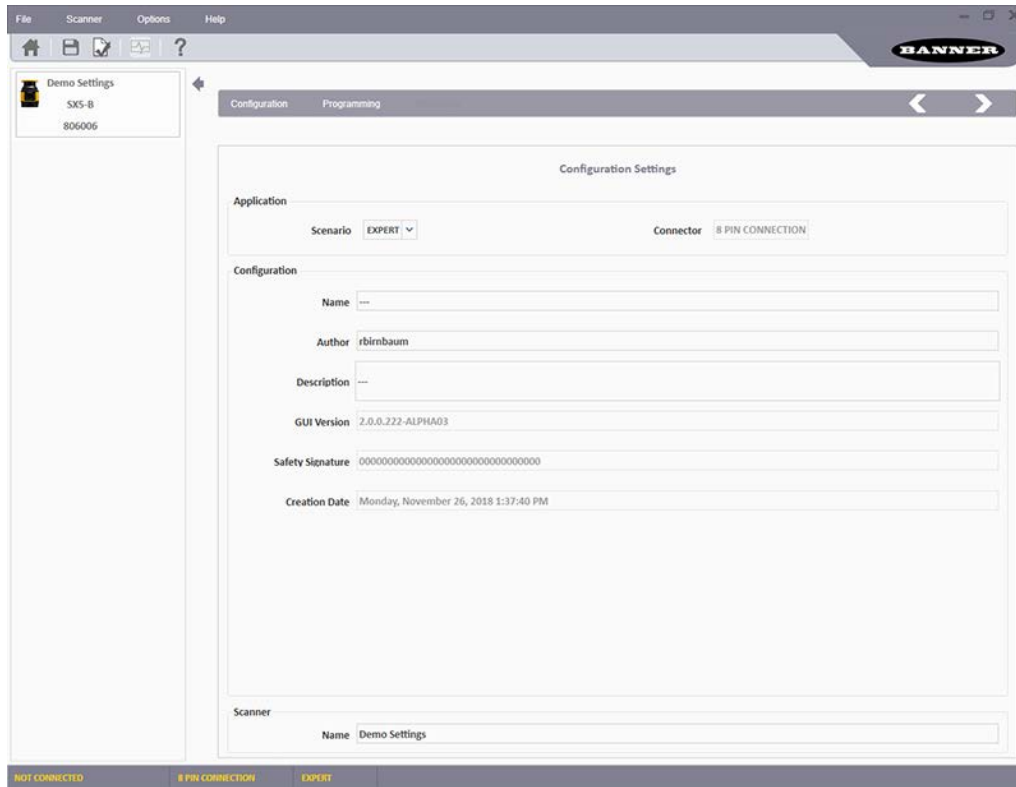 File Scanner Options Help
BANNER
Demo Settings
SX5-B
806006
Configuration Programming
Configuration Settings
Application
Scenario EXPERT Connector 8 PIN CONNECTION
Configuration
Name ---
Author rbirnbaum
Description ---
GUI Version 2.0.0.222-ALPHA03
Safety Signature 00000000000000000000000000000000
Creation Date Monday, November 26, 2018 1:37:40 PM
Scanner
Name Demo Settings
NOT CONNECTED 8 PIN CONNECTION EXPERT